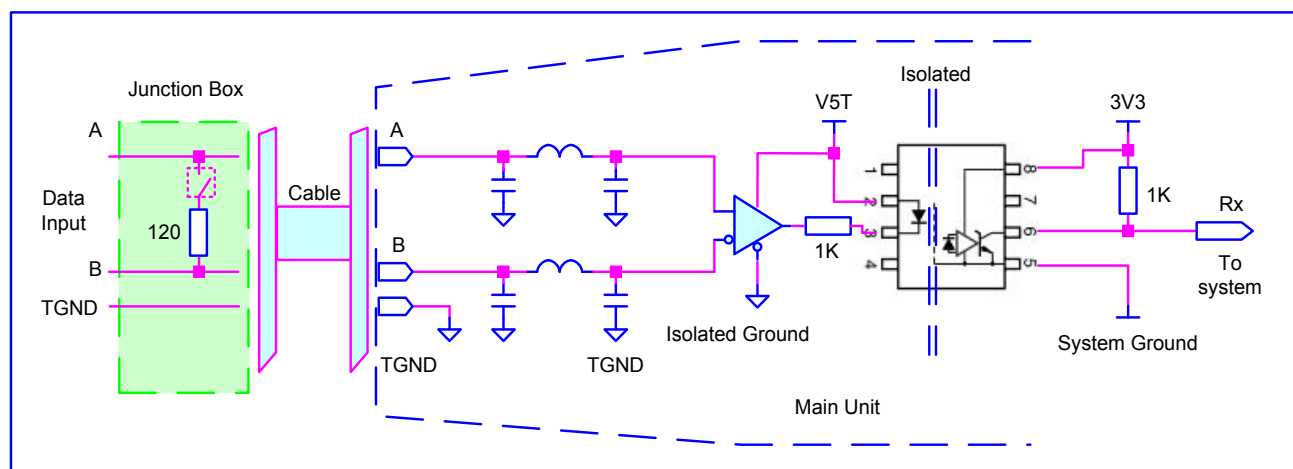 Junction Box
A
Data
Input
120
B
TGND
Cable
A
B
TGND
TGND
Isolated Ground
V5T
1K
Isolated
1
2
3
4
8
7
6
5
3V3
1K
Rx
To
system
System Ground
Main Unit